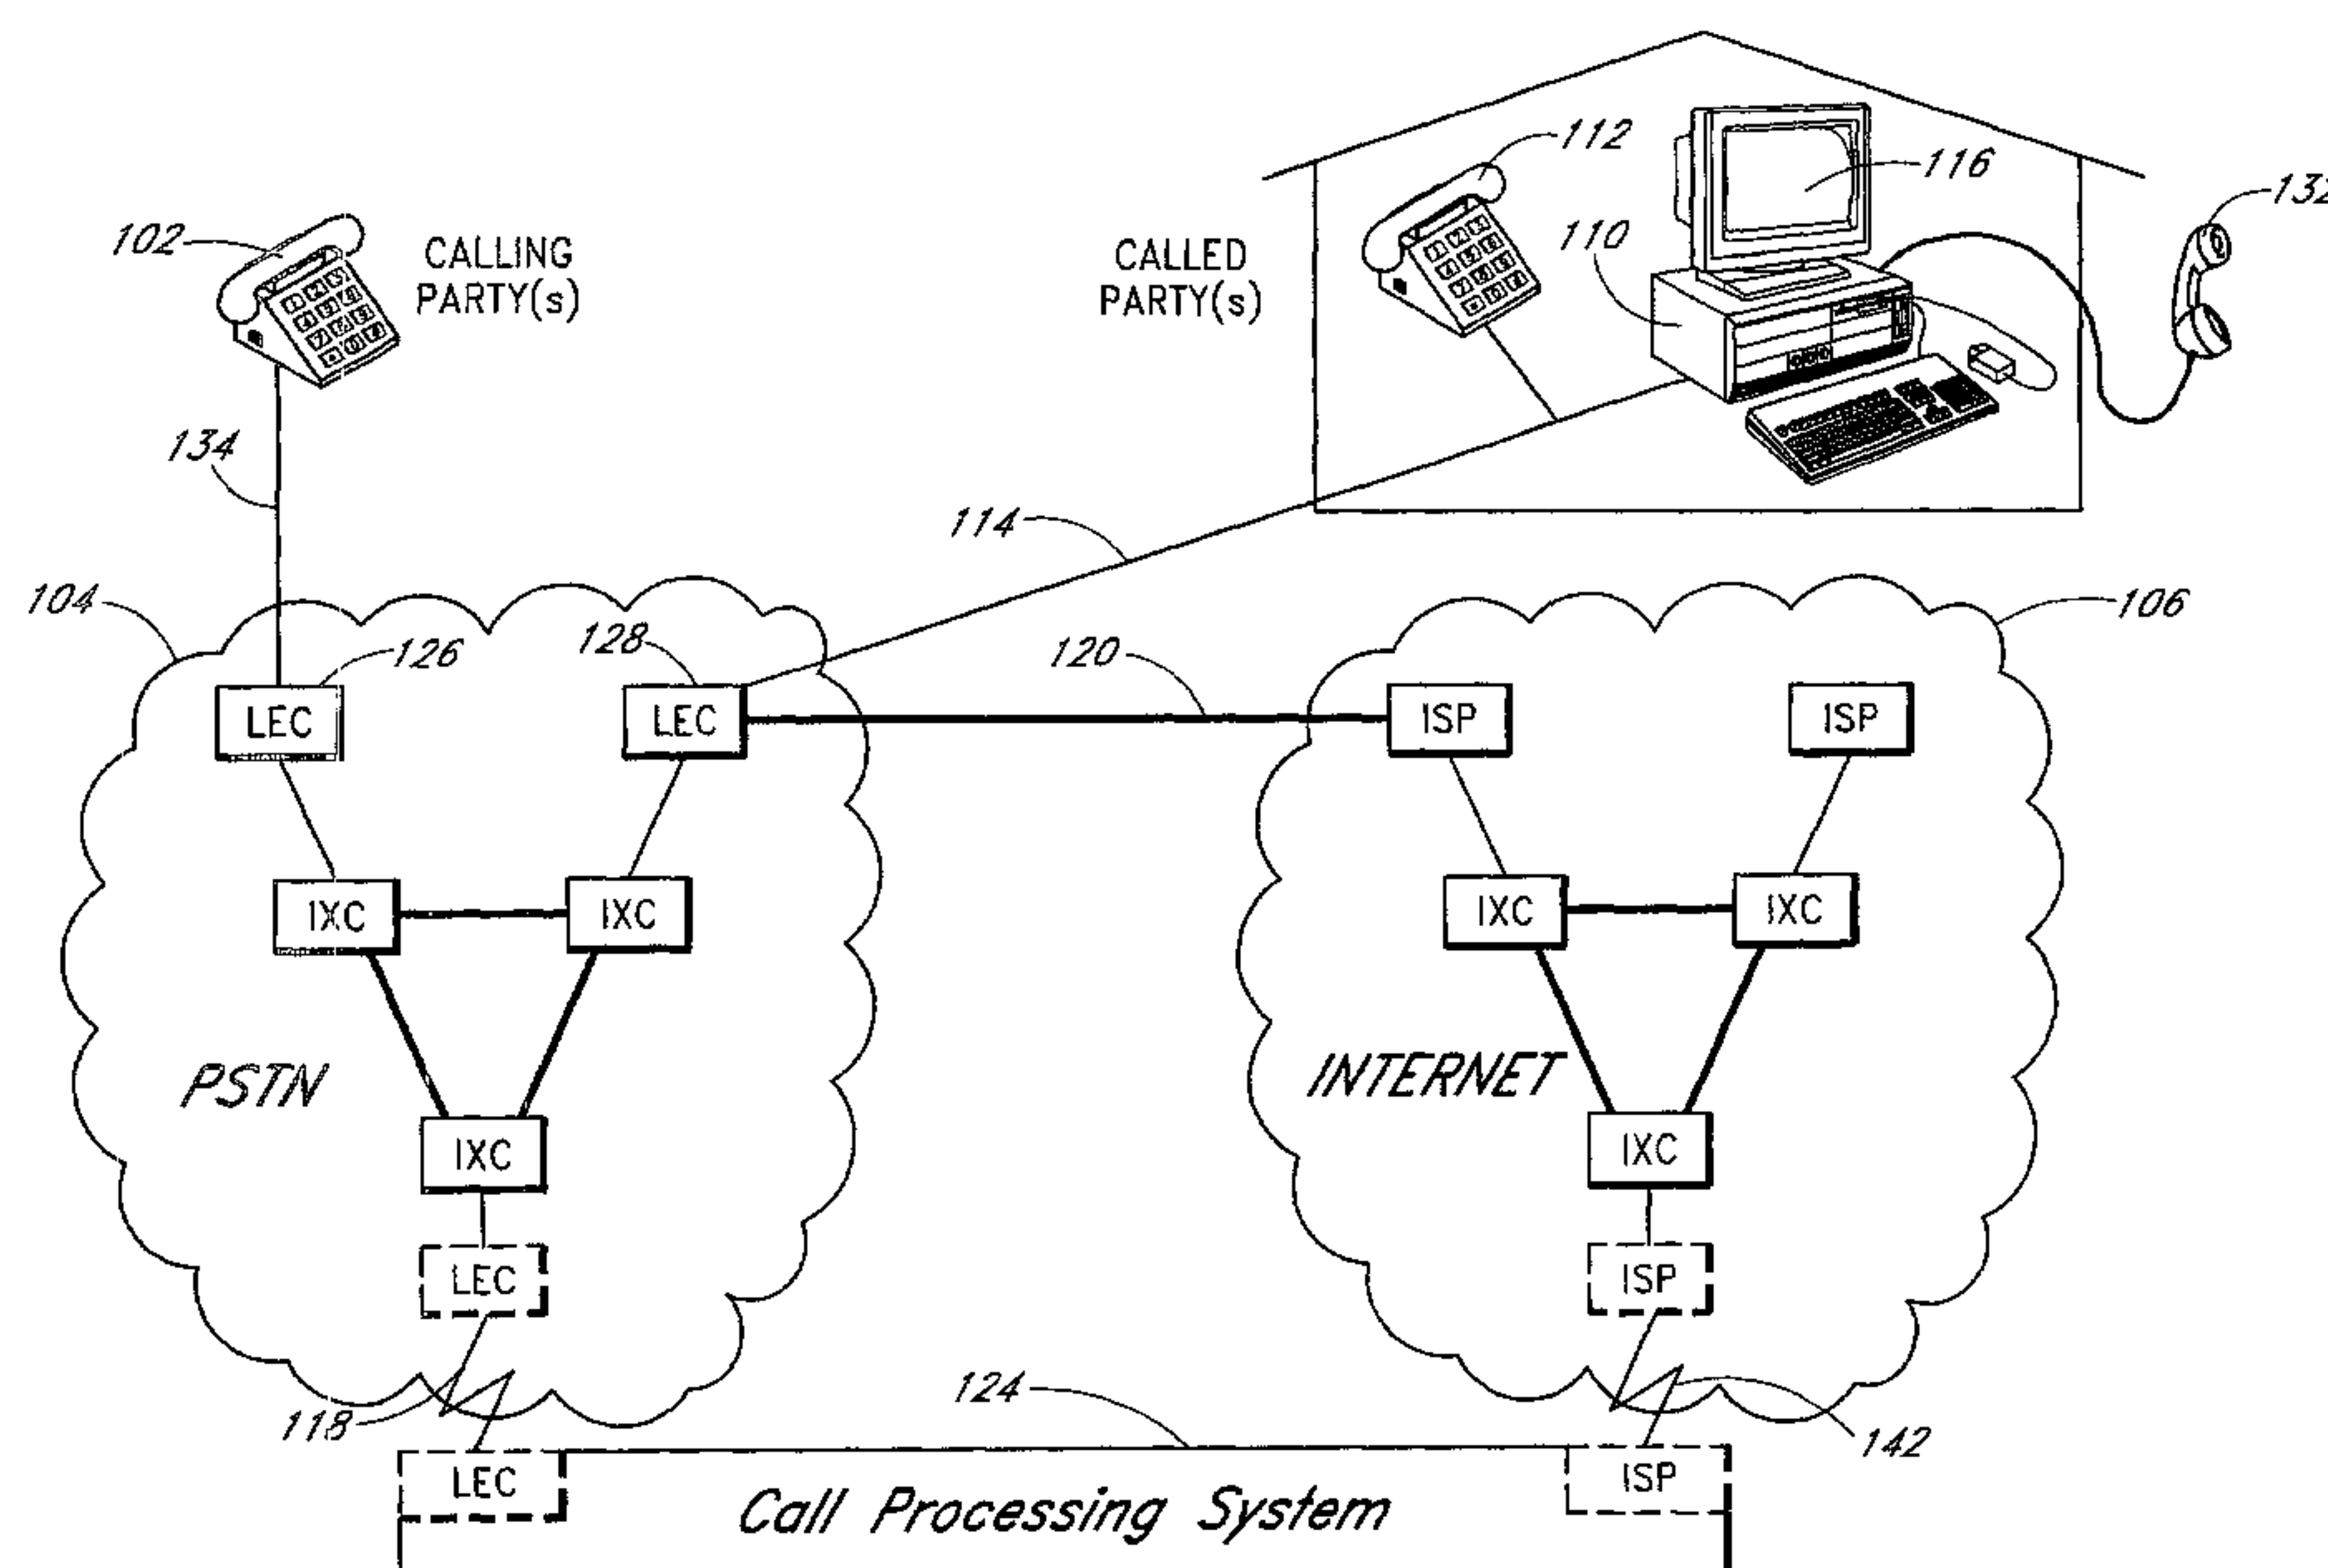 112
116
132
102
CALLING
PARTY(s)
CALLED
PARTY(s)
110
134
114
104
126
128
120
106
LEC
LEC
ISP
ISP
IXC
IXC
IXC
IXC
PSTN
INTERNET
IXC
IXC
LEC
ISP
118
124
142
LEC
ISP
Call Processing System